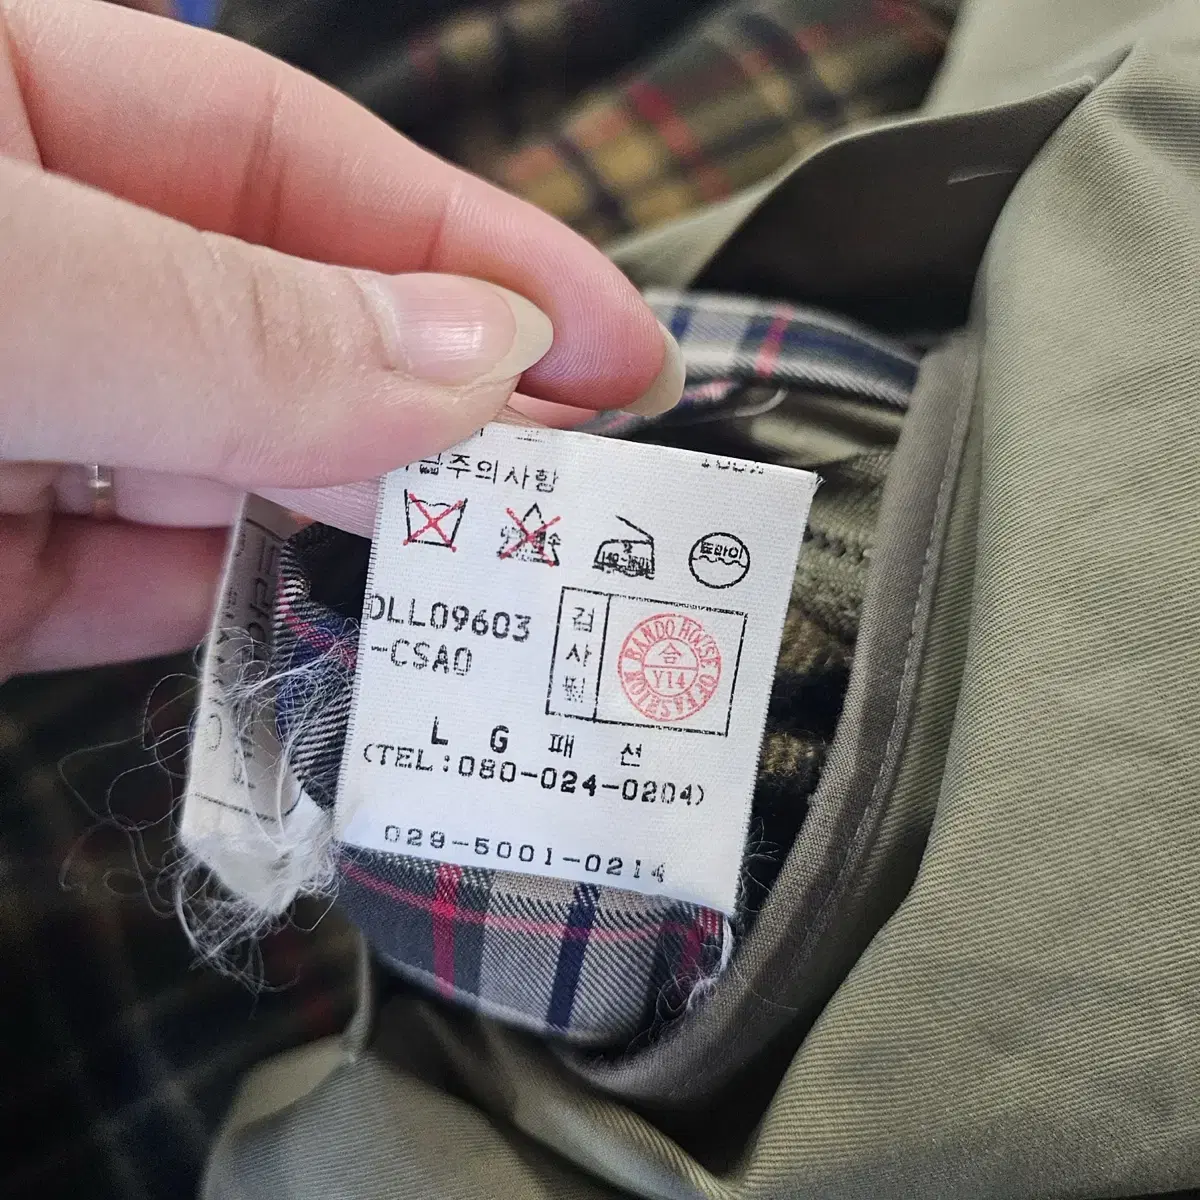 주의사항
드라이
DLL09603
-CSA0
검사필
BANDO HOUSE OF FASHION
合
Y14
L G 패 션
(TEL:080-024-0204)
029-5001-0214